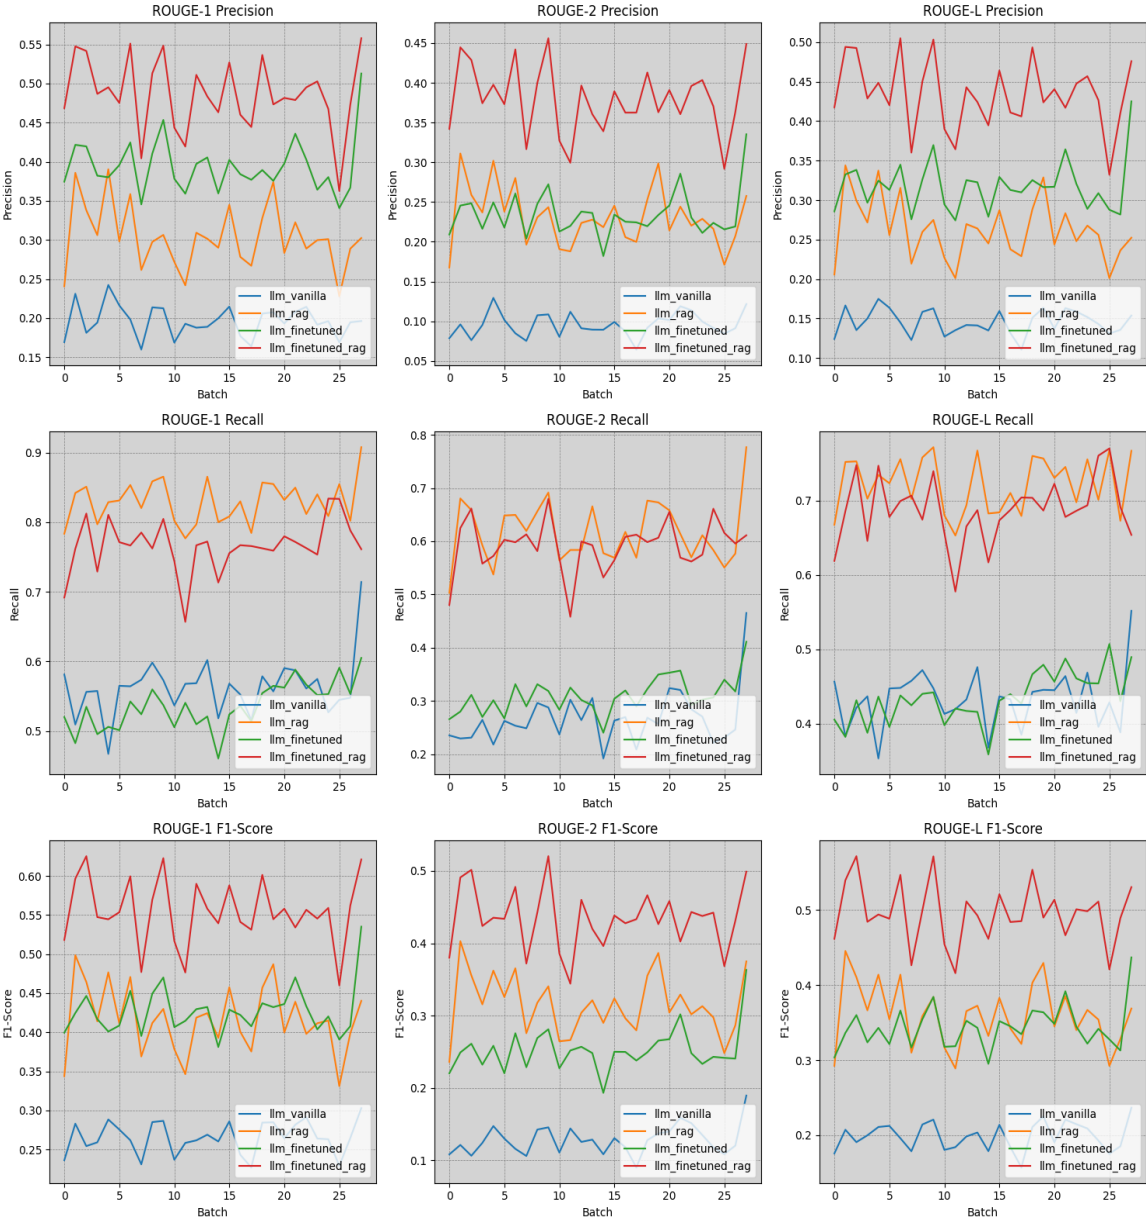 ROUGE-1 Precision
Precision
0.55
0.50
0.45
0.40
0.35
0.30
0.25
0.20
0.15
llm_vanilla
llm_rag
llm_finetuned
llm_finetuned_rag
0 5 10 15 20 25
Batch
ROUGE-2 Precision
Precision
0.45
0.40
0.35
0.30
0.25
0.20
0.15
0.10
0.05
llm_vanilla
llm_rag
llm_finetuned
llm_finetuned_rag
0 5 10 15 20 25
Batch
ROUGE-L Precision
Precision
0.50
0.45
0.40
0.35
0.30
0.25
0.20
0.15
0.10
llm_vanilla
llm_rag
llm_finetuned
llm_finetuned_rag
0 5 10 15 20 25
Batch
ROUGE-1 Recall
Recall
0.9
0.8
0.7
0.6
0.5
llm_vanilla
llm_rag
llm_finetuned
llm_finetuned_rag
0 5 10 15 20 25
Batch
ROUGE-2 Recall
Recall
0.8
0.7
0.6
0.5
0.4
0.3
0.2
llm_vanilla
llm_rag
llm_finetuned
llm_finetuned_rag
0 5 10 15 20 25
Batch
ROUGE-L Recall
Recall
0.7
0.6
0.5
0.4
llm_vanilla
llm_rag
llm_finetuned
llm_finetuned_rag
0 5 10 15 20 25
Batch
ROUGE-1 F1-Score
F1-Score
0.60
0.55
0.50
0.45
0.40
0.35
0.30
0.25
llm_vanilla
llm_rag
llm_finetuned
llm_finetuned_rag
0 5 10 15 20 25
Batch
ROUGE-2 F1-Score
F1-Score
0.5
0.4
0.3
0.2
0.1
llm_vanilla
llm_rag
llm_finetuned
llm_finetuned_rag
0 5 10 15 20 25
Batch
ROUGE-L F1-Score
F1-Score
0.5
0.4
0.3
0.2
llm_vanilla
llm_rag
llm_finetuned
llm_finetuned_rag
0 5 10 15 20 25
Batch